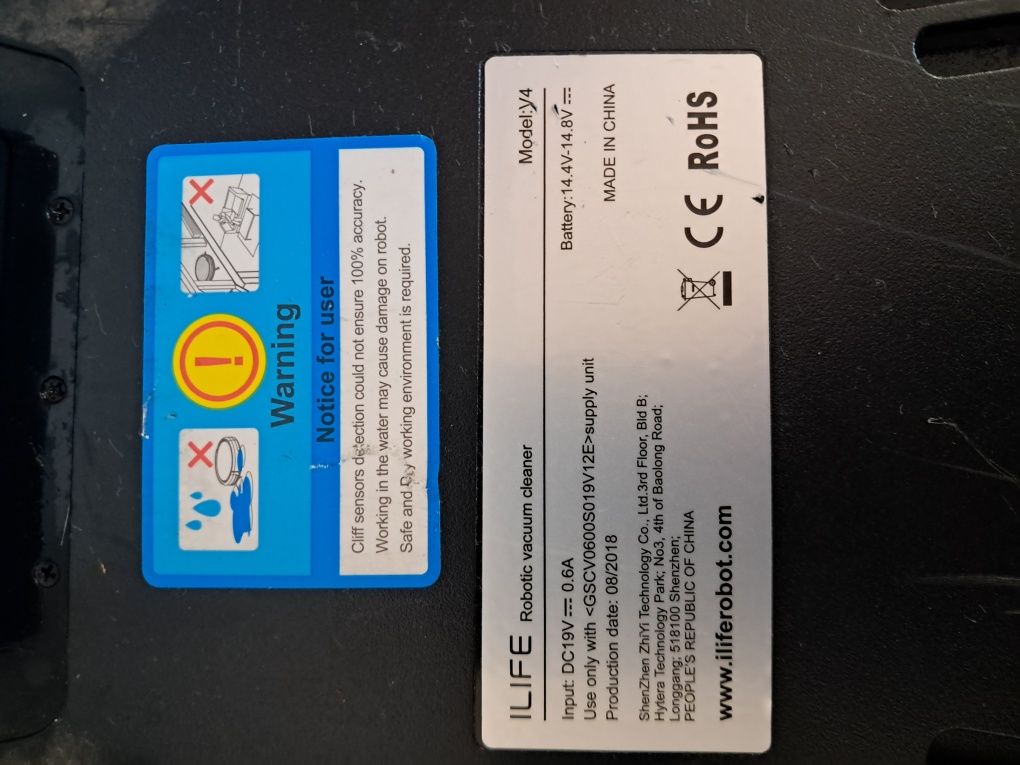 Warning
Notice for user
Cliff sensors detection could not ensure 100% accuracy.
Working in the water may cause damage on robot.
Safe and Dry working environment is required.
ILIFE Robotic vacuum cleaner Model:y4
Input: DC19V⎓0.6A Battery:14.4V-14.8V⎓
Use only with <GSCV0600S019V12E>supply unit
Production date: 08/2018 MADE IN CHINA
ShenZhen ZhiYi Technology Co., Ltd.3rd Floor, Bld B;
Hytera Technology Park; No3, 4th of Baolong Road;
Longgang; 518100 Shenzhen;
PEOPLE'S REPUBLIC OF CHINA
www.iliferobot.com
CE RoHS